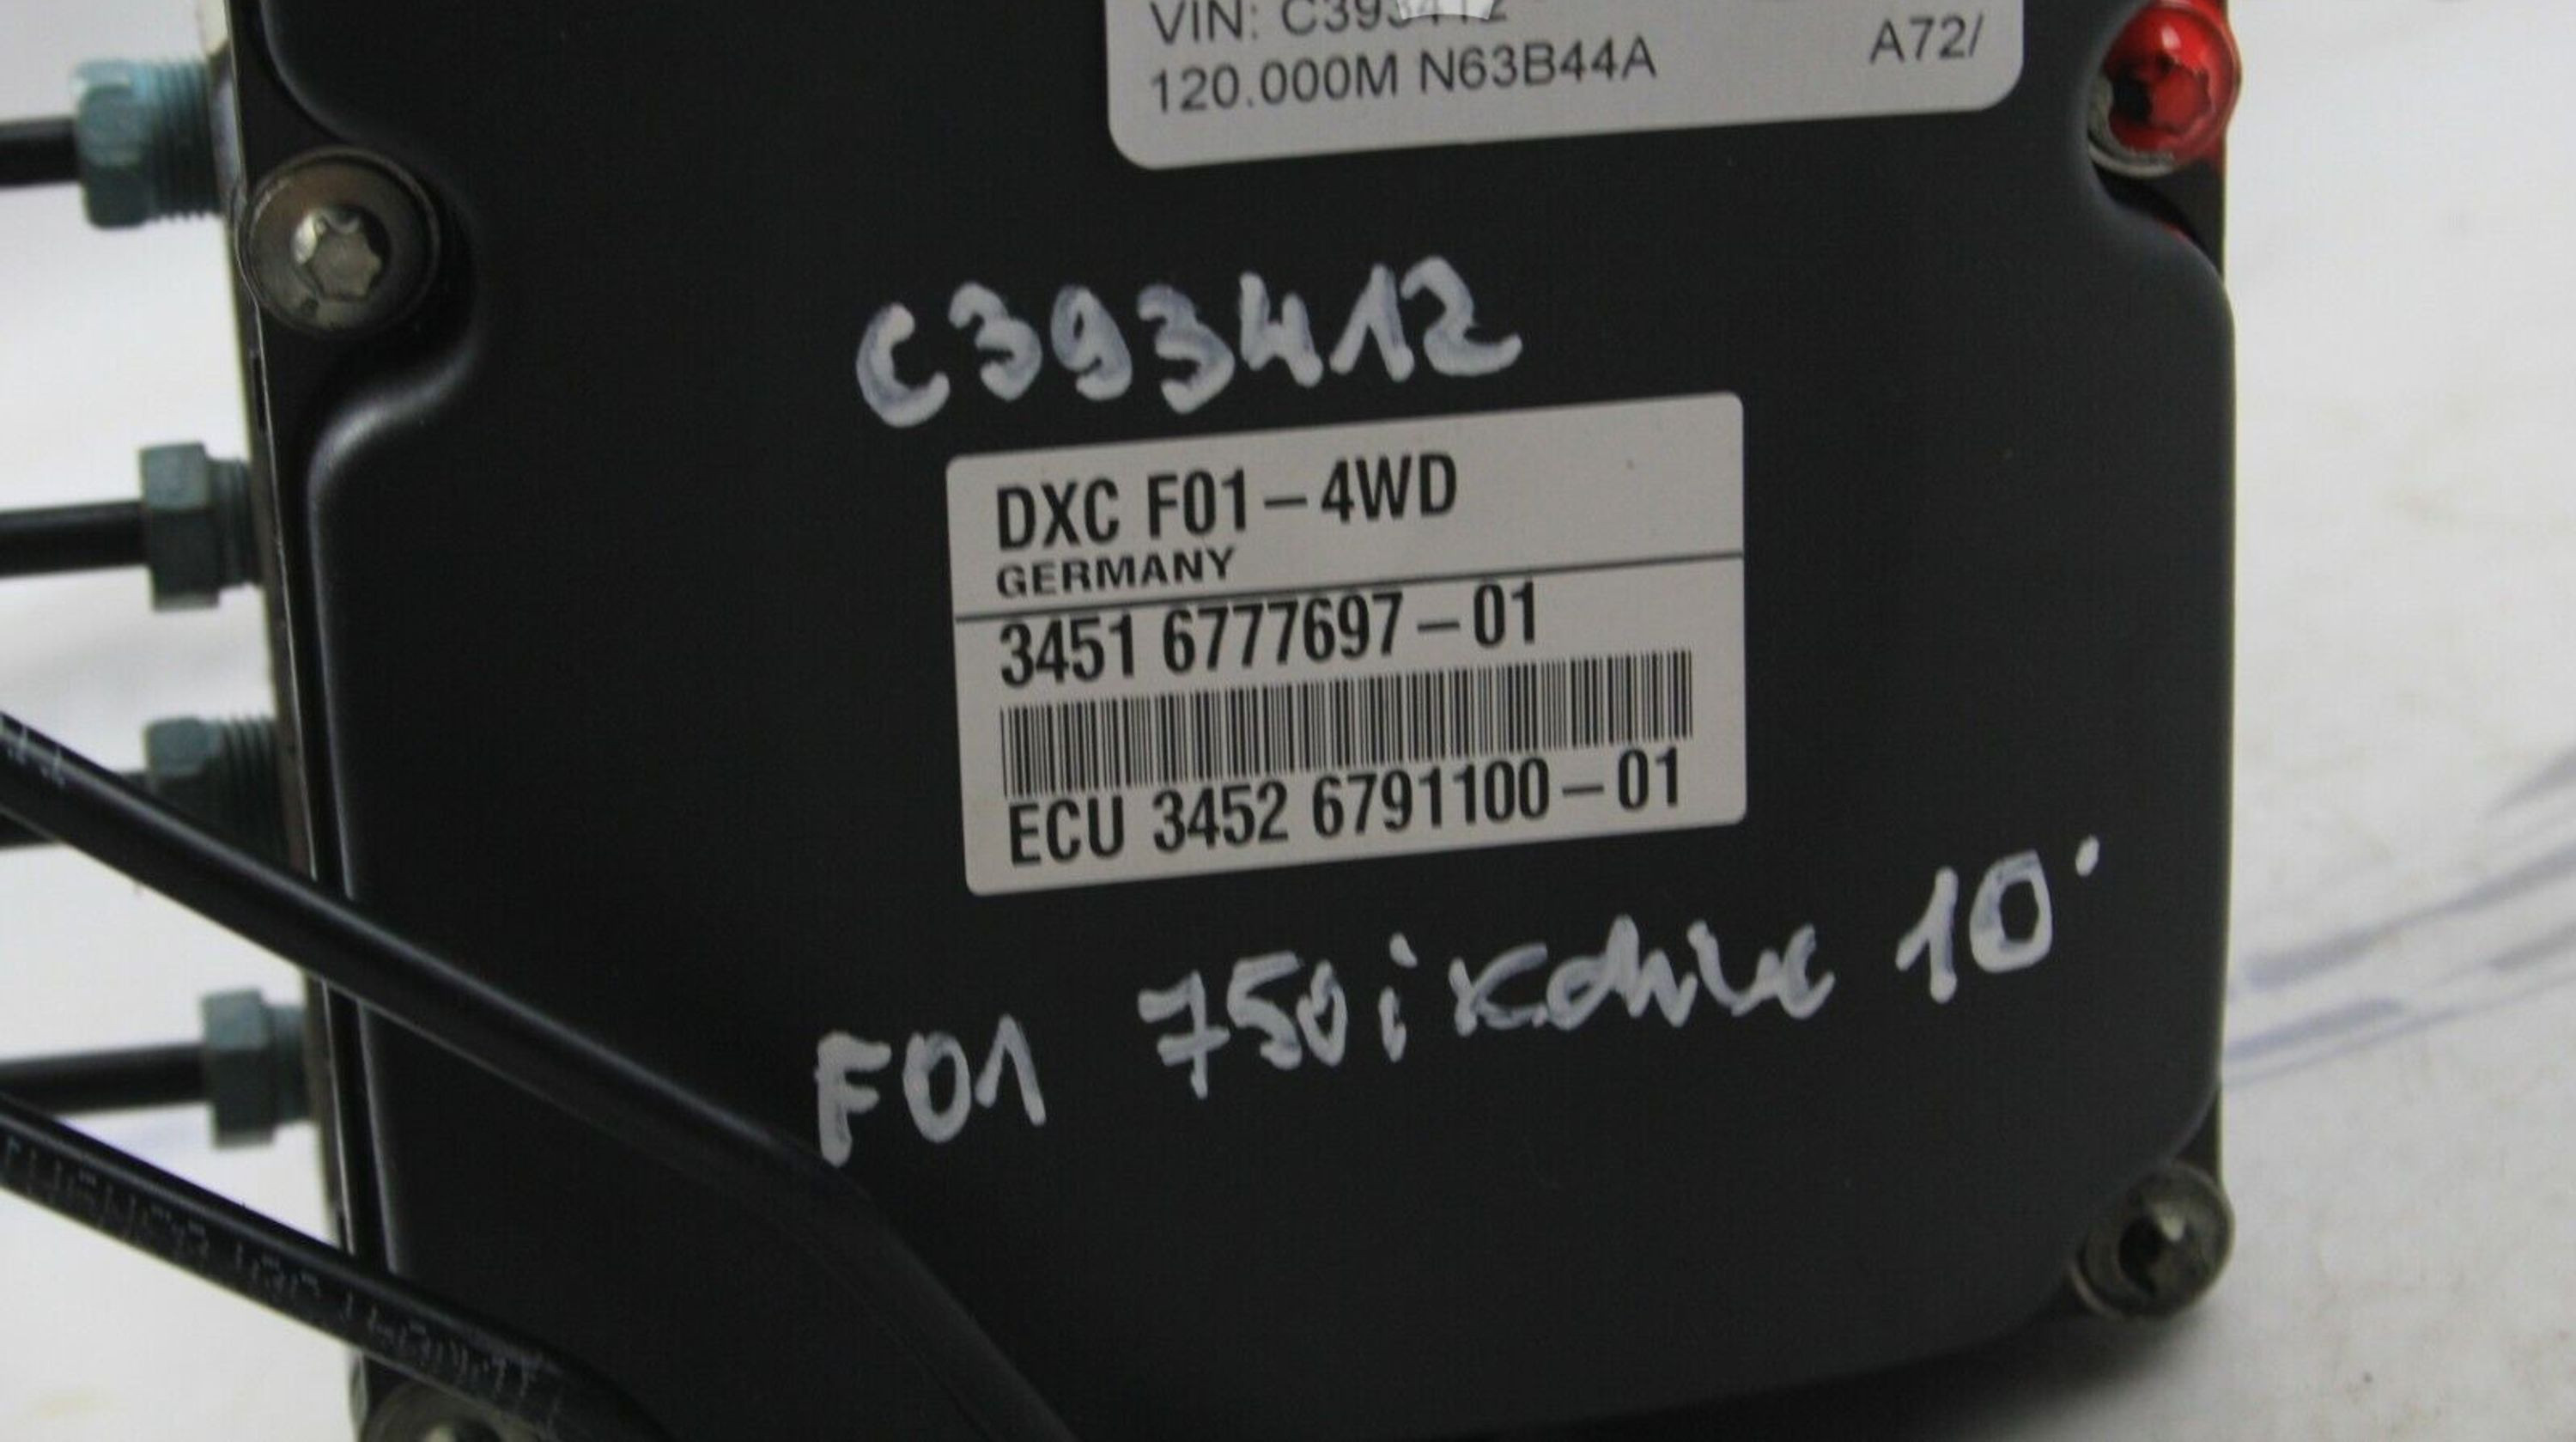 VIN: C393412
120.000M N63B44A
A72/
C393412
DXC F01-4WD
GERMANY
3451 6777697-01
ECU 3452 6791100-01
F01 750i xdrive 10'